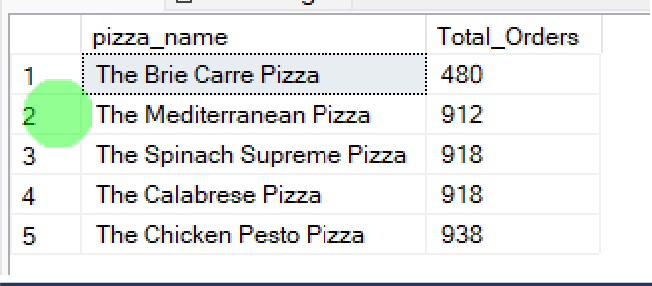 pizza_name Total_Orders
1 The Brie Carre Pizza 480
2 The Mediterranean Pizza 912
3 The Spinach Supreme Pizza 918
4 The Calabrese Pizza 918
5 The Chicken Pesto Pizza 938